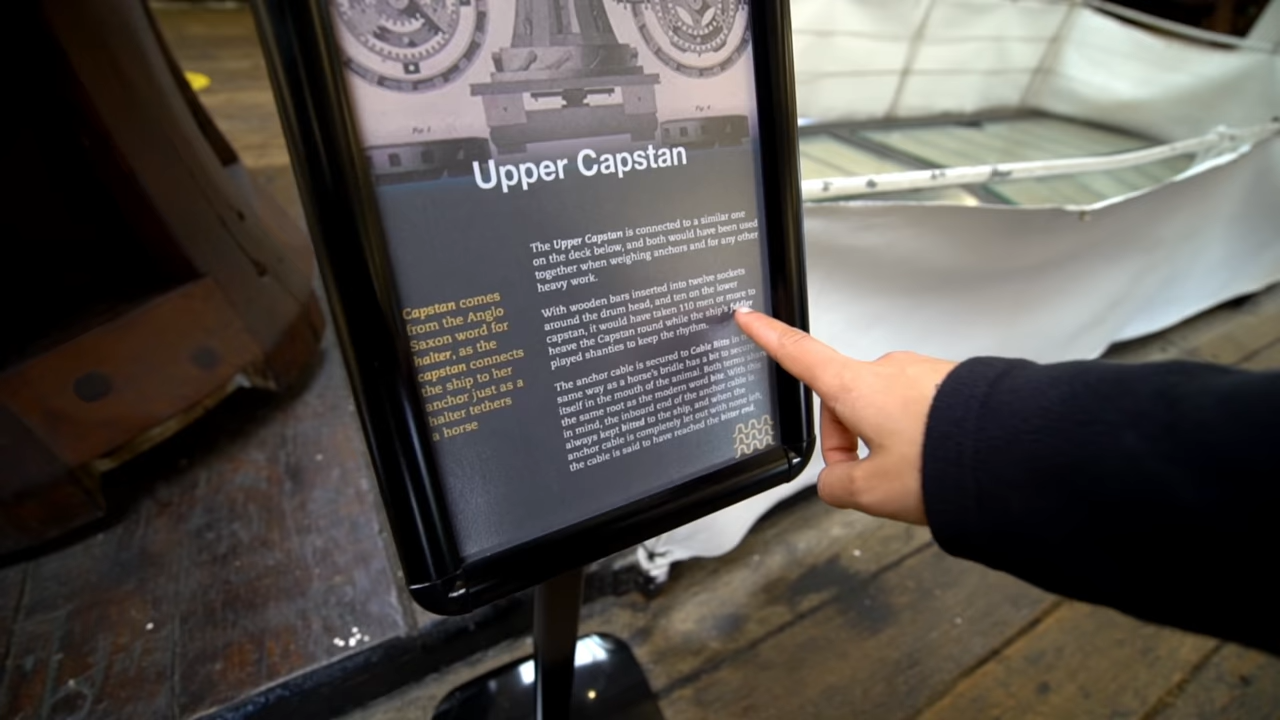 Fig. 3
Fig. 4
Upper Capstan
The Upper Capstan is connected to a similar one
on the deck below, and both would have been used
together when weighing anchors and for any other
heavy work.
With wooden bars inserted into twelve sockets
around the drum head, and ten on the lower
capstan, it would have taken 110 men or more to
heave the Capstan round while the ship's fiddler
played shanties to keep the rhythm.
The anchor cable is secured to Cable Bitts in
same way as a horse's bridle has a bit to secure
itself in the mouth of the animal. Both terms share
the same root as the modern word bite. With this
in mind, the inboard end of the anchor cable is
always kept bitted to the ship, and when the
anchor cable is completely let out with none left,
the cable is said to have reached the bitter end.
Capstan comes
from the Anglo
Saxon word for
halter, as the
capstan connects
the ship to her
anchor just as a
halter tethers
a horse